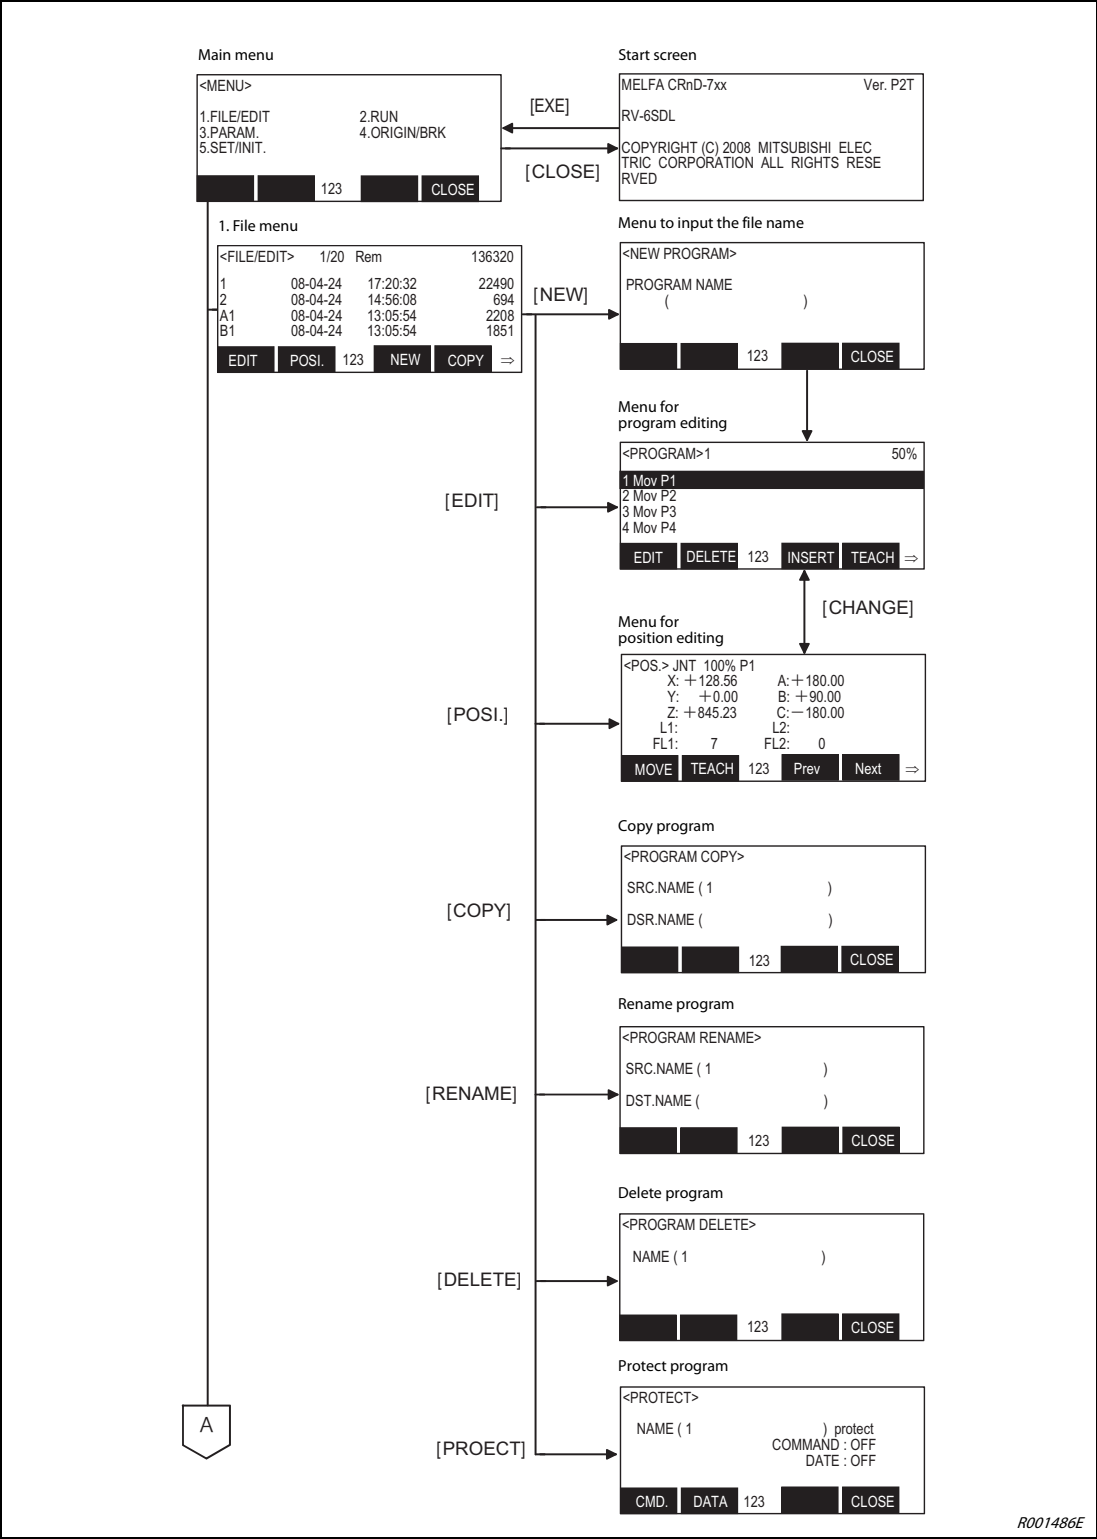 Main menu
<MENU>
1.FILE/EDIT 2.RUN
3.PARAM. 4.ORIGIN/BRK
5.SET/INIT.
123 CLOSE
[EXE]
[CLOSE]
Start screen
MELFA CRnD-7xx Ver. P2T
RV-6SDL
COPYRIGHT (C) 2008 MITSUBISHI ELEC
TRIC CORPORATION ALL RIGHTS RESE
RVED
1. File menu
<FILE/EDIT> 1/20 Rem 136320
1 08-04-24 17:20:32 22490
2 08-04-24 14:56:08 694
A1 08-04-24 13:05:54 2208
B1 08-04-24 13:05:54 1851
EDIT POSI. 123 NEW COPY ⇒
[NEW]
Menu to input the file name
<NEW PROGRAM>
PROGRAM NAME
( )
123 CLOSE
[EDIT]
Menu for
program editing
<PROGRAM>1 50%
1 Mov P1
2 Mov P2
3 Mov P3
4 Mov P4
EDIT DELETE 123 INSERT TEACH ⇒
[CHANGE]
[POSI.]
Menu for
position editing
<POS.> JNT 100% P1
X: +128.56 A:+180.00
Y: +0.00 B: +90.00
Z: +845.23 C:−180.00
L1: L2:
FL1: 7 FL2: 0
MOVE TEACH 123 Prev Next ⇒
[COPY]
Copy program
<PROGRAM COPY>
SRC.NAME ( 1 )
DSR.NAME ( )
123 CLOSE
[RENAME]
Rename program
<PROGRAM RENAME>
SRC.NAME ( 1 )
DST.NAME ( )
123 CLOSE
[DELETE]
Delete program
<PROGRAM DELETE>
NAME ( 1 )
123 CLOSE
[PROECT]
Protect program
<PROTECT>
NAME ( 1 ) protect
COMMAND : OFF
DATE : OFF
CMD. DATA 123 CLOSE
A
R001486E